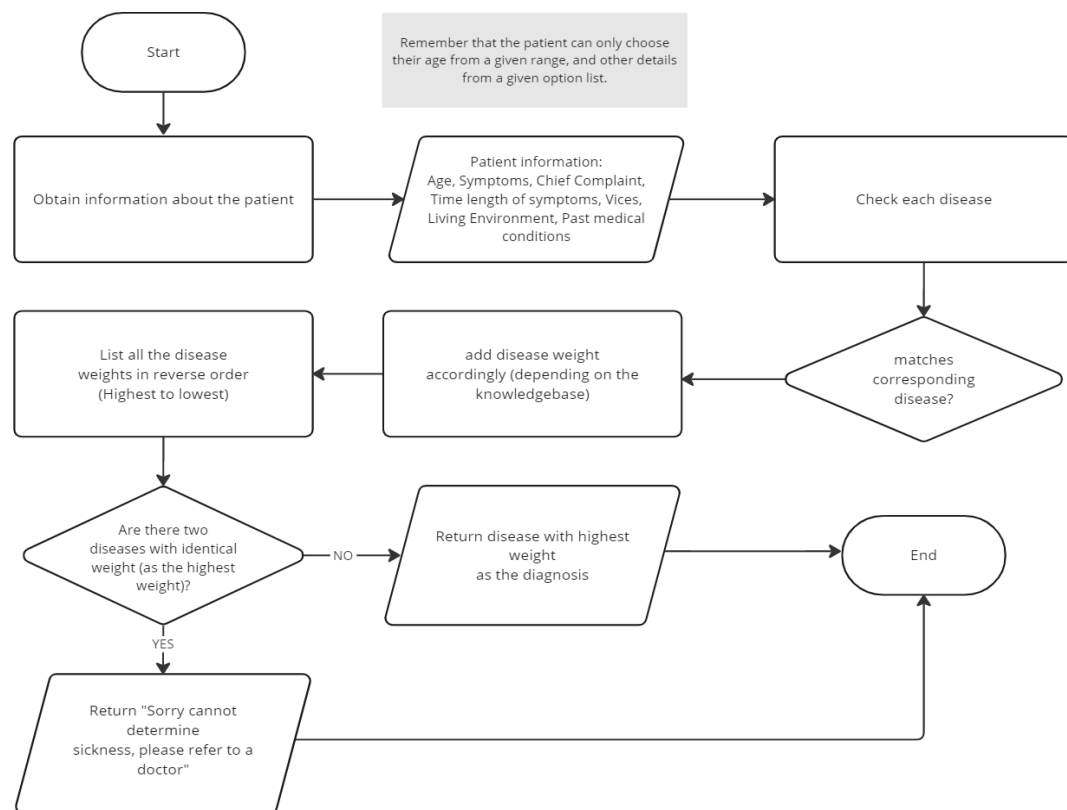 Start
Remember that the patient can only choose
their age from a given range, and other details
from a given option list.
Obtain information about the patient
Patient information:
Age, Symptoms, Chief Complaint,
Time length of symptoms, Vices,
Living Environment, Past medical
conditions
Check each disease
List all the disease
weights in reverse order
(Highest to lowest)
add disease weight
accordingly (depending on the
knowledgebase)
matches
corresponding
disease?
Are there two
diseases with identical
weight (as the highest
weight)?
NO
Return disease with highest
weight
as the diagnosis
End
YES
Return "Sorry cannot
determine
sickness, please refer to a
doctor"